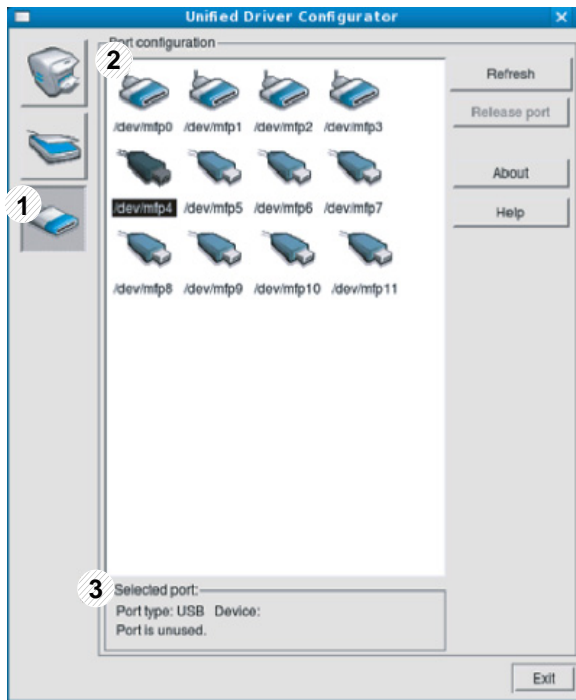 Unified Driver Configurator
Port configuration
2
/dev/mfp0 /dev/mfp1 /dev/mfp2 /dev/mfp3
Refresh
Release port
1
/dev/mfp4 /dev/mfp5 /dev/mfp6 /dev/mfp7
About
Help
/dev/mfp8 /dev/mfp9 /dev/mfp10 /dev/mfp11
3
Selected port:
Port type: USB Device:
Port is unused.
Exit